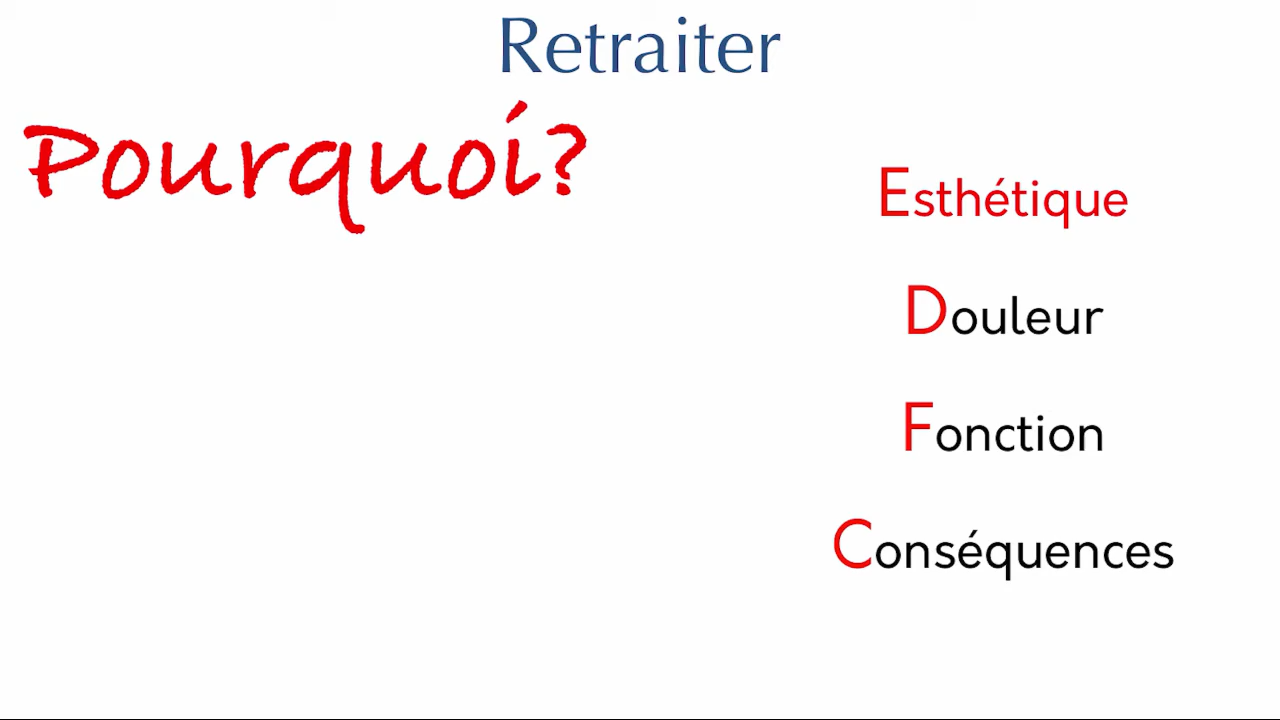 Retraiter
Pourquoi?
Esthétique
Douleur
Fonction
Conséquences